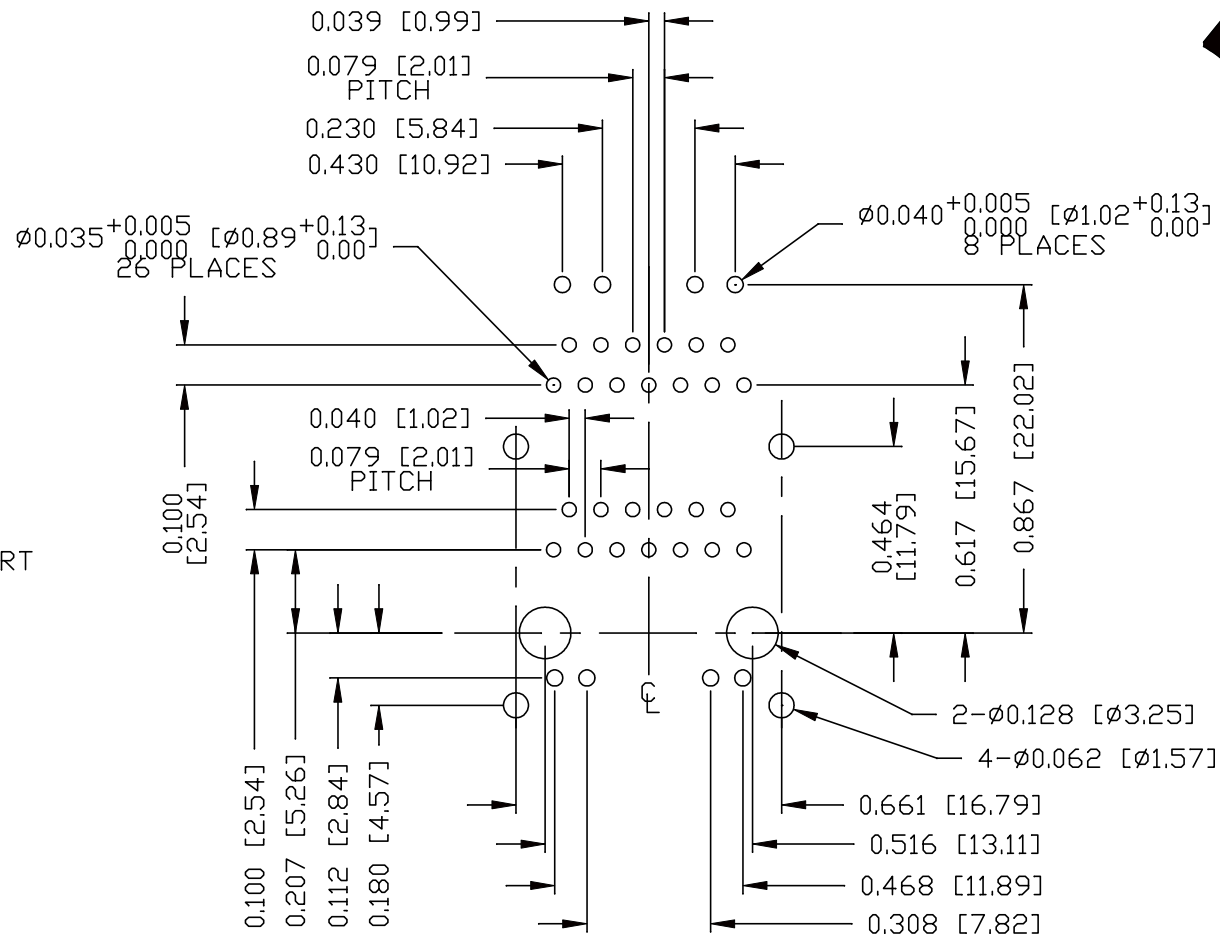 0.039 [0.99]
0.079 [2.01]
PITCH
0.230 [5.84]
0.430 [10.92]
Ø0.035 +0.005 0.000 [Ø0.89 +0.13 0.00]
26 PLACES
Ø0.040 +0.005 0.000 [Ø1.02 +0.13 0.00]
8 PLACES
0.040 [1.02]
0.079 [2.01]
PITCH
0.100
[2.54]
RT
0.464
[11.79]
0.617 [15.67]
0.867 [22.02]
℄
2-Ø0.128 [Ø3.25]
4-Ø0.062 [Ø1.57]
0.100 [2.54]
0.207 [5.26]
0.112 [2.84]
0.180 [4.57]
0.661 [16.79]
0.516 [13.11]
0.468 [11.89]
0.308 [7.82]